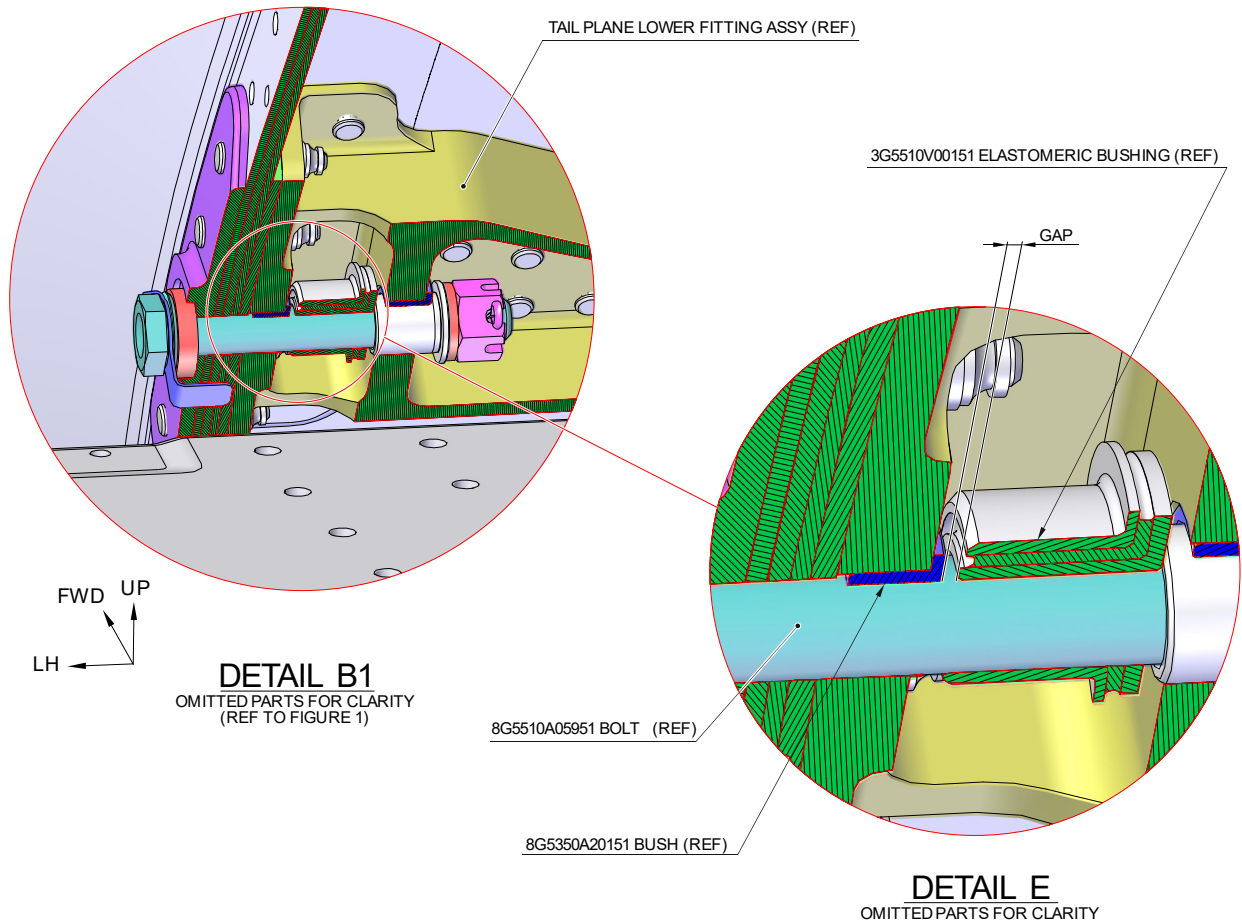 TAIL PLANE LOWER FITTING ASSY (REF)
3G5510V00151 ELASTOMERIC BUSHING (REF)
GAP
FWD
UP
LH
DETAIL B1
OMITTED PARTS FOR CLARITY
(REF TO FIGURE 1)
8G5510A05951 BOLT (REF)
8G5350A20151 BUSH (REF)
DETAIL E
OMITTED PARTS FOR CLARITY